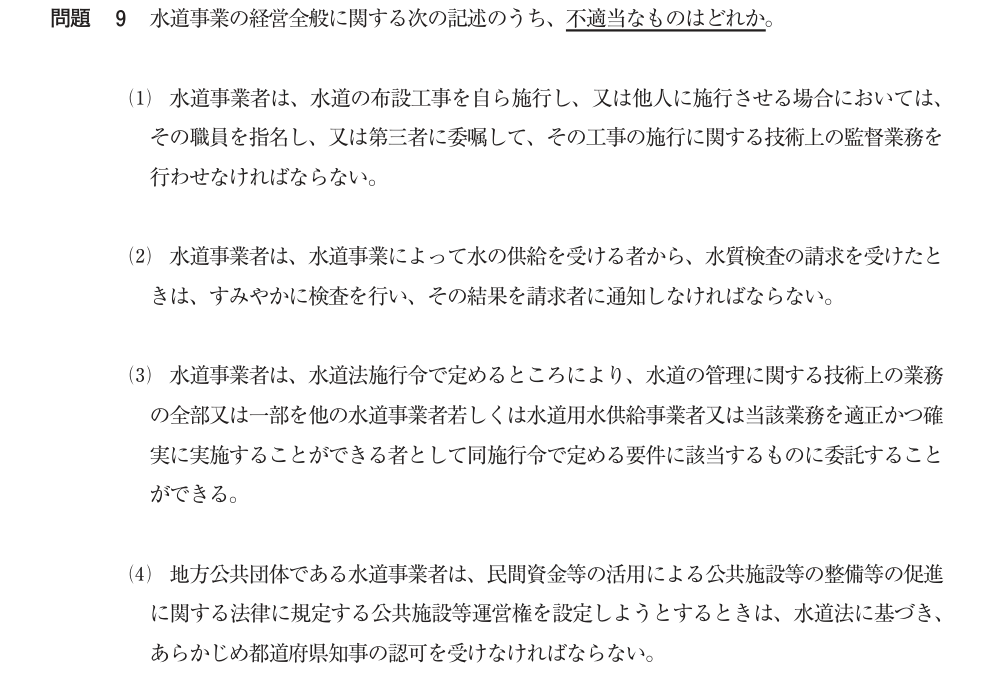 問題　9　水道事業の経営全般に関する次の記述のうち、不適当なものはどれか。
(1)　水道事業者は、水道の布設工事を自ら施行し、又は他人に施行させる場合においては、
その職員を指名し、又は第三者に委嘱して、その工事の施行に関する技術上の監督業務を
行わせなければならない。
(2)　水道事業者は、水道事業によって水の供給を受ける者から、水質検査の請求を受けたと
きは、すみやかに検査を行い、その結果を請求者に通知しなければならない。
(3)　水道事業者は、水道法施行令で定めるところにより、水道の管理に関する技術上の業務
の全部又は一部を他の水道事業者若しくは水道用水供給事業者又は当該業務を適正かつ確
実に実施することができる者として同施行令で定める要件に該当するものに委託すること
ができる。
(4)　地方公共団体である水道事業者は、民間資金等の活用による公共施設等の整備等の促進
に関する法律に規定する公共施設等運営権を設定しようとするときは、水道法に基づき、
あらかじめ都道府県知事の認可を受けなければならない。